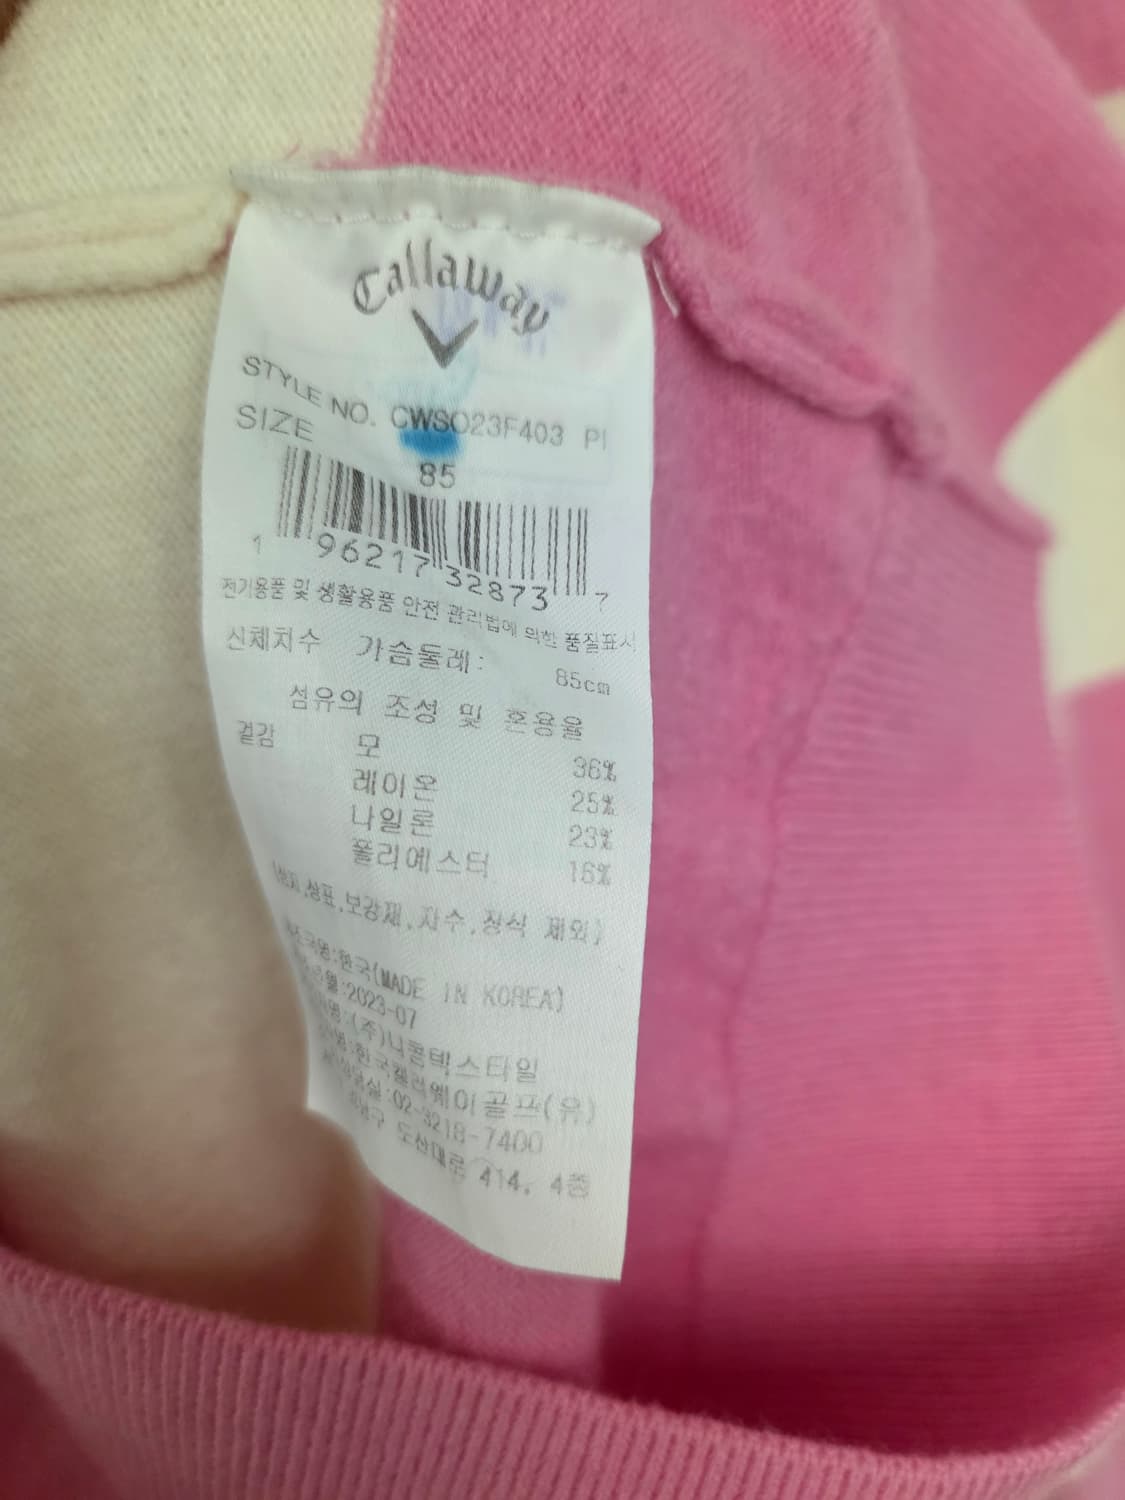 Callaway
STYLE NO. CWSO23F403 PI
SIZE
85
1 96217 32873 7
전기용품 및 생활용품 안전 관리법에 의한 품질표시
신체치수 가슴둘레: 85cm
섬유의 조성 및 혼용율
겉감 모 36%
레이온 25%
나일론 23%
폴리에스터 16%
상표,보강재,자수,장식 제외)
한국(MADE IN KOREA)
:2023-07
:(주)니콜텍스타일
:한국캘러웨이골프(유)
:02-3218-7400
도산대로 414, 4층